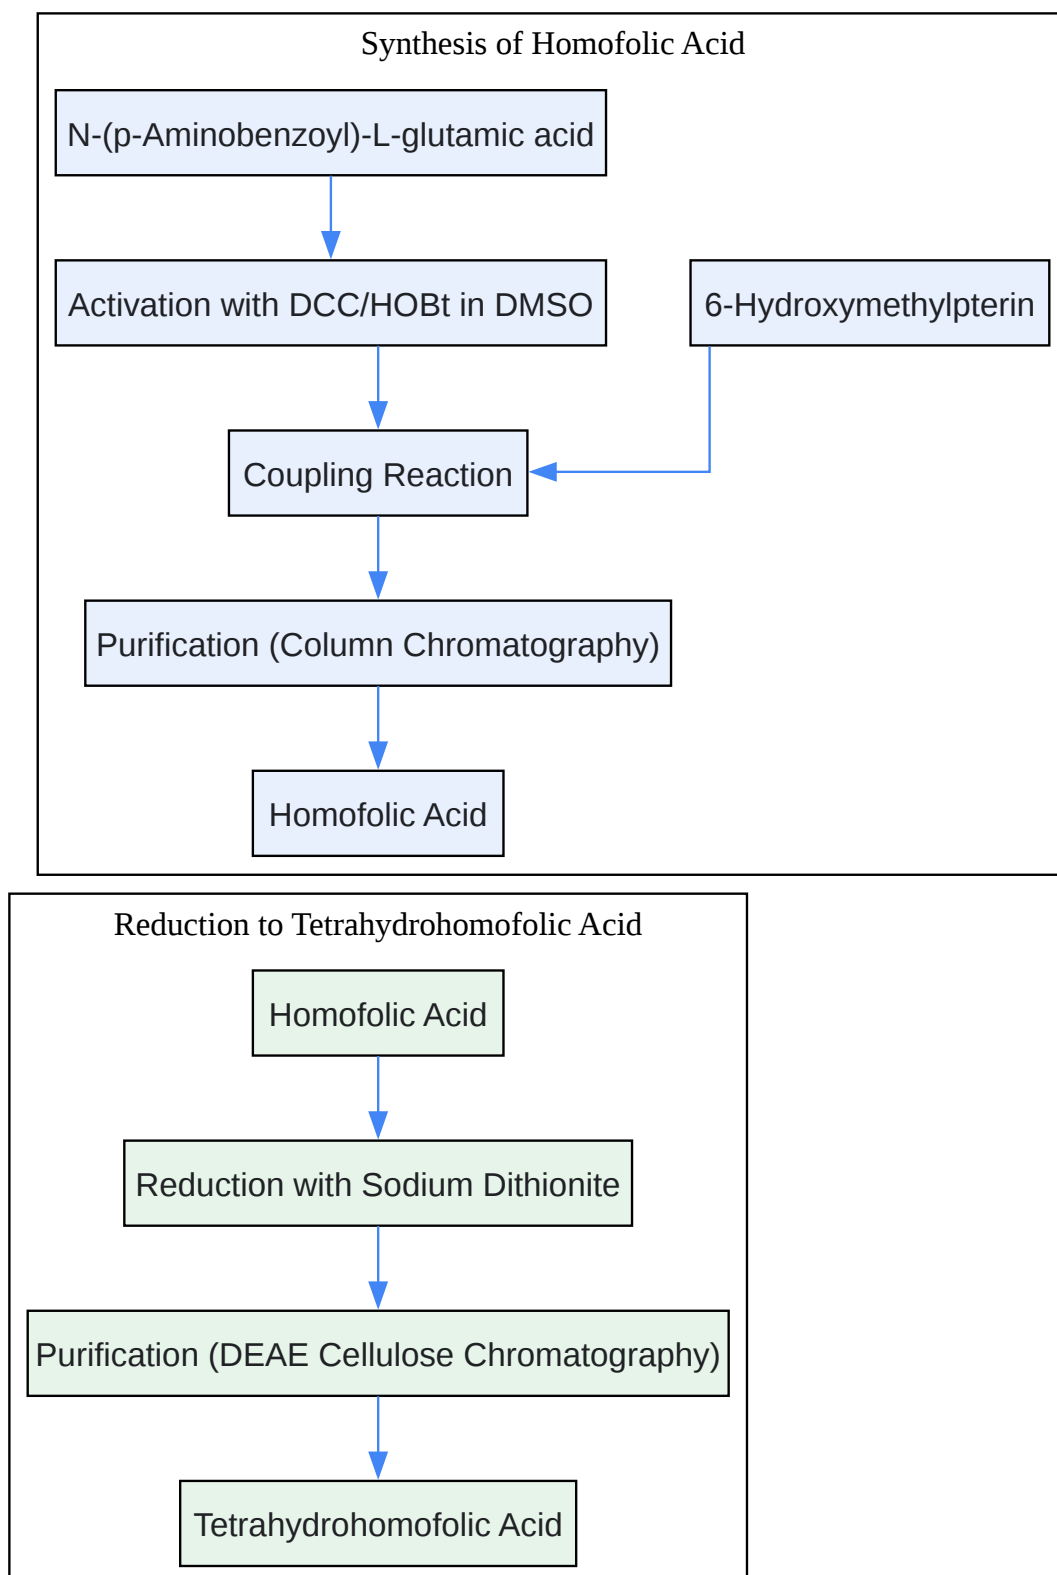 Synthesis of Homofolic Acid
N-(p-Aminobenzoyl)-L-glutamic acid
Activation with DCC/HOBt in DMSO
6-Hydroxymethylpterin
Coupling Reaction
Purification (Column Chromatography)
Homofolic Acid
Reduction to Tetrahydrohomofolic Acid
Homofolic Acid
Reduction with Sodium Dithionite
Purification (DEAE Cellulose Chromatography)
Tetrahydrohomofolic Acid